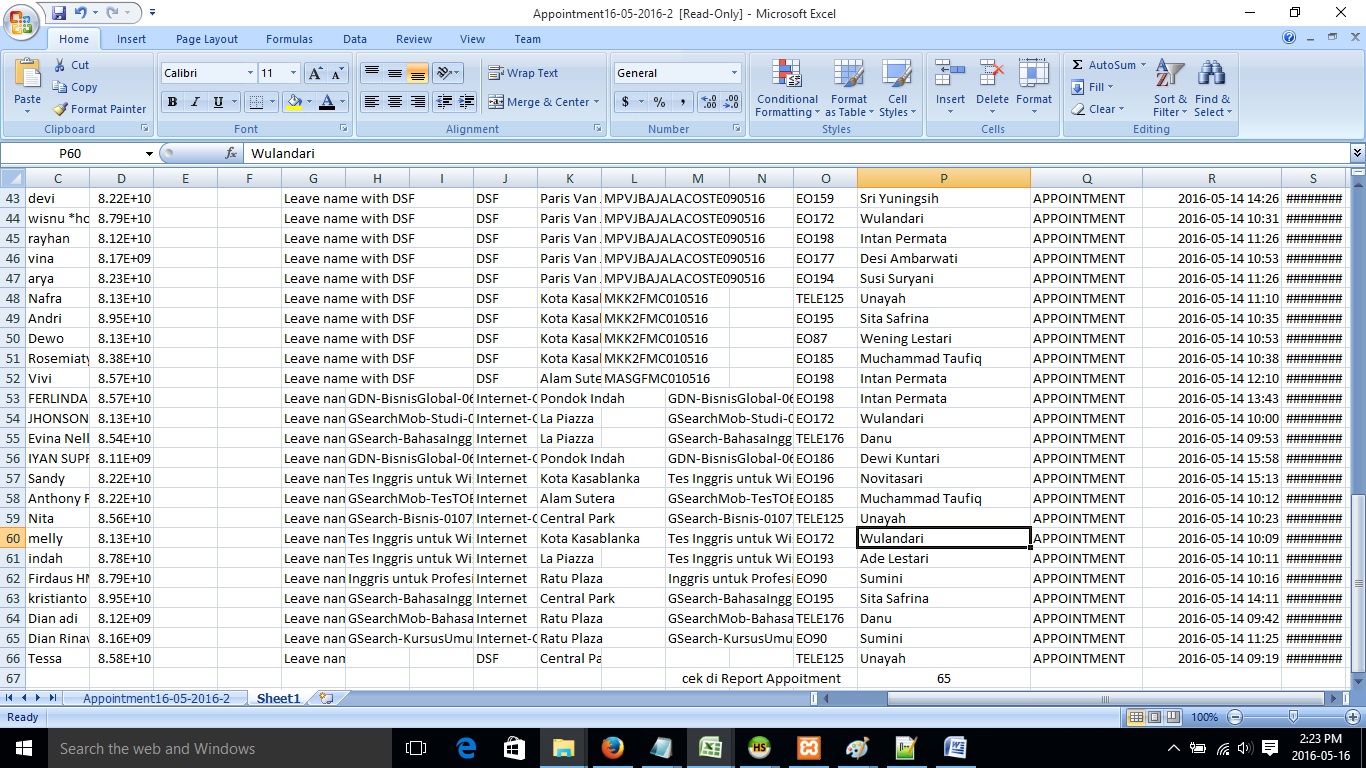 Appointment16-05-2016-2 [Read-Only] - Microsoft Excel
Home Insert Page Layout Formulas Data Review View Team
Cut Calibri 11 Wrap Text General AutoSum
Paste Copy Conditional Formatting Format as Table Cell Styles Insert Delete Format Fill Sort & Filter Find & Select
Format Painter B I U Merge & Center $ % , Clear
Clipboard Font Alignment Number Styles Cells Editing
P60 fx Wulandari
C D E F G H I J K L M N O P Q R S
43 devi 8.22E+10 Leave name with DSF DSF Paris Van . MPVJBAJALACOSTE090516 EO159 Sri Yuningsih APPOINTMENT 2016-05-14 14:26 ########
44 wisnu *ho 8.79E+10 Leave name with DSF DSF Paris Van . MPVJBAJALACOSTE090516 EO172 Wulandari APPOINTMENT 2016-05-14 10:31 ########
45 rayhan 8.12E+10 Leave name with DSF DSF Paris Van . MPVJBAJALACOSTE090516 EO198 Intan Permata APPOINTMENT 2016-05-14 11:26 ########
46 vina 8.17E+09 Leave name with DSF DSF Paris Van . MPVJBAJALACOSTE090516 EO177 Desi Ambarwati APPOINTMENT 2016-05-14 10:53 ########
47 arya 8.23E+10 Leave name with DSF DSF Paris Van . MPVJBAJALACOSTE090516 EO194 Susi Suryani APPOINTMENT 2016-05-14 11:26 ########
48 Nafra 8.13E+10 Leave name with DSF DSF Kota Kasal MKK2FMC010516 TELE125 Unayah APPOINTMENT 2016-05-14 11:10 ########
49 Andri 8.95E+10 Leave name with DSF DSF Kota Kasal MKK2FMC010516 EO195 Sita Safrina APPOINTMENT 2016-05-14 10:35 ########
50 Dewo 8.13E+10 Leave name with DSF DSF Kota Kasal MKK2FMC010516 EO87 Wening Lestari APPOINTMENT 2016-05-14 10:53 ########
51 Rosemiaty 8.38E+10 Leave name with DSF DSF Kota Kasal MKK2FMC010516 EO185 Muchammad Taufiq APPOINTMENT 2016-05-14 10:38 ########
52 Vivi 8.57E+10 Leave name with DSF DSF Alam Sute MASGFMC010516 EO198 Intan Permata APPOINTMENT 2016-05-14 12:10 ########
53 FERLINDA 8.57E+10 Leave nam GDN-BisnisGlobal-06 Internet-C Pondok Indah GDN-BisnisGlobal-06 EO198 Intan Permata APPOINTMENT 2016-05-14 13:43 ########
54 JHONSON 8.13E+10 Leave nam GSearchMob-Studi-0 Internet-C La Piazza GSearchMob-Studi-0 EO172 Wulandari APPOINTMENT 2016-05-14 10:00 ########
55 Evina Nell 8.54E+10 Leave nam GSearch-BahasaIngg Internet La Piazza GSearch-BahasaIngg TELE176 Danu APPOINTMENT 2016-05-14 09:53 ########
56 IYAN SUPR 8.11E+09 Leave nam GDN-BisnisGlobal-06 Internet-C Pondok Indah GDN-BisnisGlobal-06 EO186 Dewi Kuntari APPOINTMENT 2016-05-14 15:58 ########
57 Sandy 8.22E+10 Leave nam Tes Inggris untuk Wi Internet Kota Kasablanka Tes Inggris untuk Wi EO196 Novitasari APPOINTMENT 2016-05-14 15:13 ########
58 Anthony F 8.22E+10 Leave nam GSearchMob-TesTOE Internet Alam Sutera GSearchMob-TesTOE EO185 Muchammad Taufiq APPOINTMENT 2016-05-14 10:12 ########
59 Nita 8.56E+10 Leave nam GSearch-Bisnis-0107 Internet-C Central Park GSearch-Bisnis-0107 TELE125 Unayah APPOINTMENT 2016-05-14 10:23 ########
60 melly 8.13E+10 Leave nam Tes Inggris untuk Wi Internet Kota Kasablanka Tes Inggris untuk Wi EO172 Wulandari APPOINTMENT 2016-05-14 10:09 ########
61 indah 8.78E+10 Leave nam Tes Inggris untuk Wi Internet La Piazza Tes Inggris untuk Wi EO193 Ade Lestari APPOINTMENT 2016-05-14 10:11 ########
62 Firdaus HM 8.79E+10 Leave nam Inggris untuk Profesi Internet Ratu Plaza Inggris untuk Profesi EO90 Sumini APPOINTMENT 2016-05-14 10:16 ########
63 kristianto 8.95E+10 Leave nam GSearch-BahasaIngg Internet Central Park GSearch-BahasaIngg EO195 Sita Safrina APPOINTMENT 2016-05-14 14:11 ########
64 Dian adi 8.12E+09 Leave nam GSearchMob-Bahasa Internet-C Ratu Plaza GSearchMob-Bahasa TELE176 Danu APPOINTMENT 2016-05-14 09:42 ########
65 Dian Rinav 8.16E+09 Leave nam GSearch-KursusUmu Internet-C Ratu Plaza GSearch-KursusUmu EO90 Sumini APPOINTMENT 2016-05-14 11:25 ########
66 Tessa 8.58E+10 Leave nam DSF Central Pa TELE125 Unayah APPOINTMENT 2016-05-14 09:19 ########
67 cek di Report Appoitment 65
Appointment16-05-2016-2 Sheet1
Ready 100%
Search the web and Windows 2:23 PM
2016-05-16